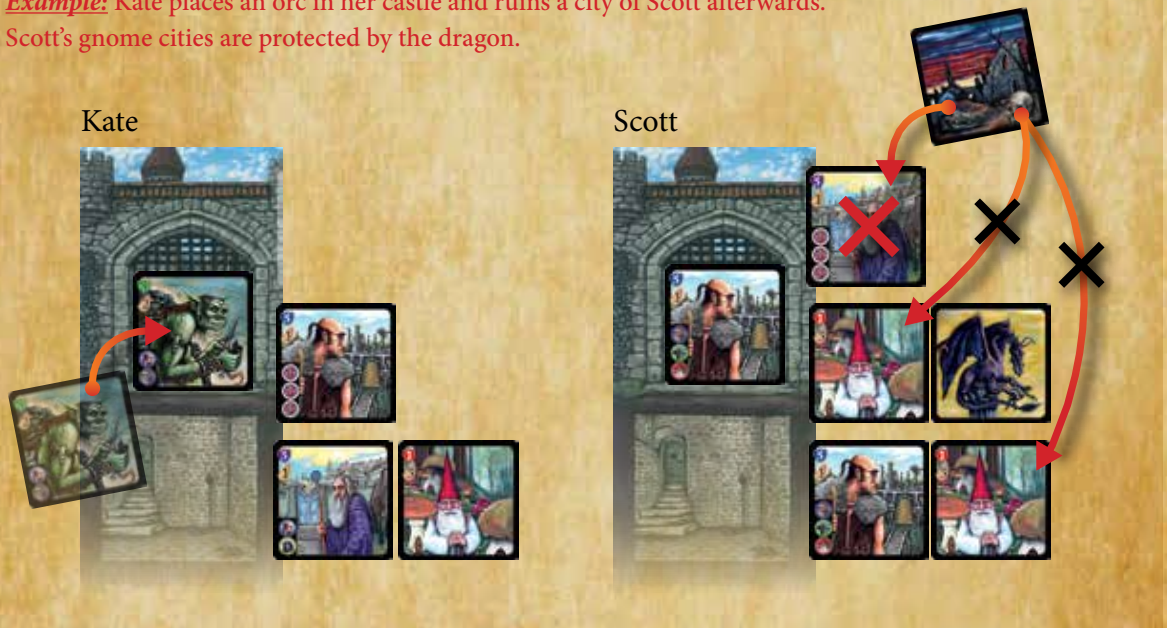 Example: Kate places an orc in her castle and ruins a city of Scott afterwards.
Scott’s gnome cities are protected by the dragon.
Kate
Scott